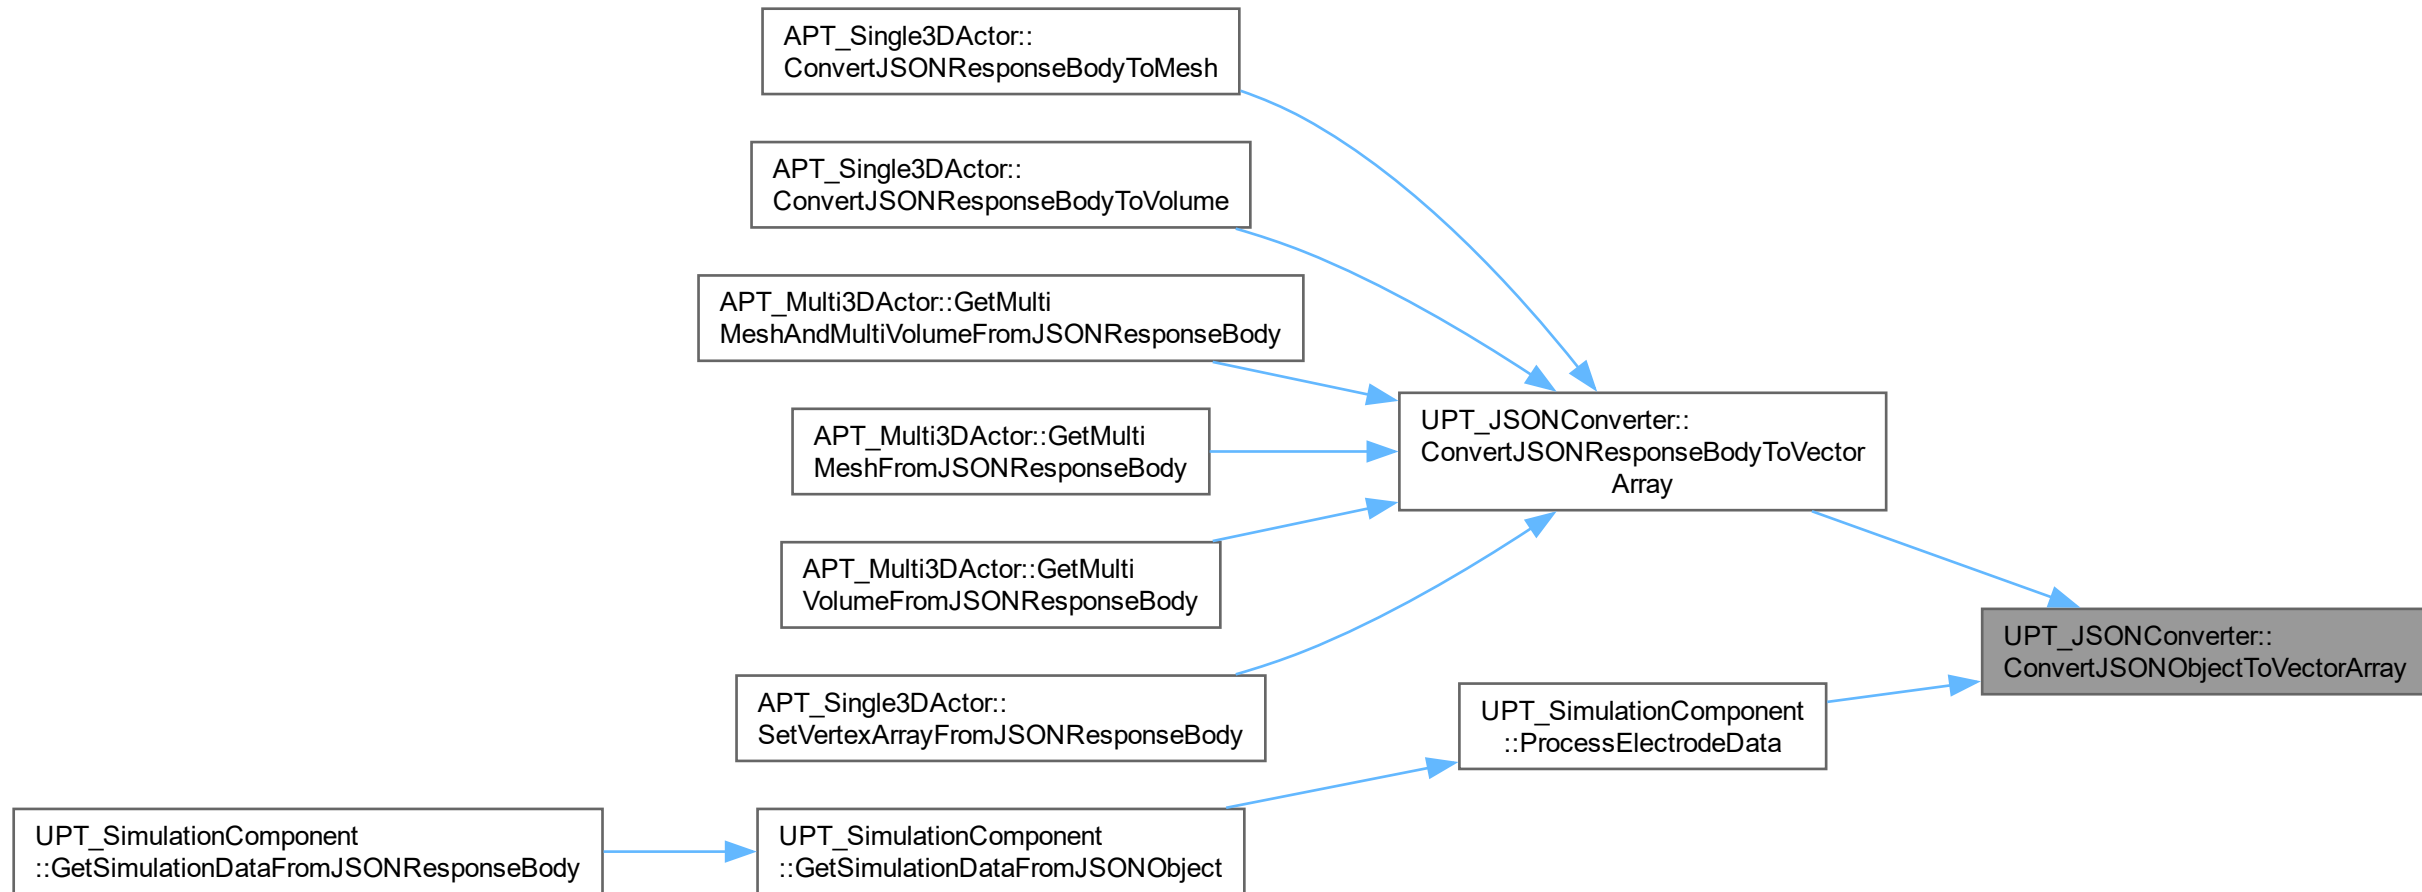 APT_Single3DActor::
ConvertJSONResponseBodyToMesh
APT_Single3DActor::
ConvertJSONResponseBodyToVolume
APT_Multi3DActor::GetMulti
MeshAndMultiVolumeFromJSONResponseBody
APT_Multi3DActor::GetMulti
MeshFromJSONResponseBody
APT_Multi3DActor::GetMulti
VolumeFromJSONResponseBody
APT_Single3DActor::
SetVertexArrayFromJSONResponseBody
UPT_JSONConverter::
ConvertJSONResponseBodyToVector
Array
UPT_JSONConverter::
ConvertJSONObjectToVectorArray
UPT_SimulationComponent
::ProcessElectrodeData
UPT_SimulationComponent
::GetSimulationDataFromJSONObject
UPT_SimulationComponent
::GetSimulationDataFromJSONResponseBody